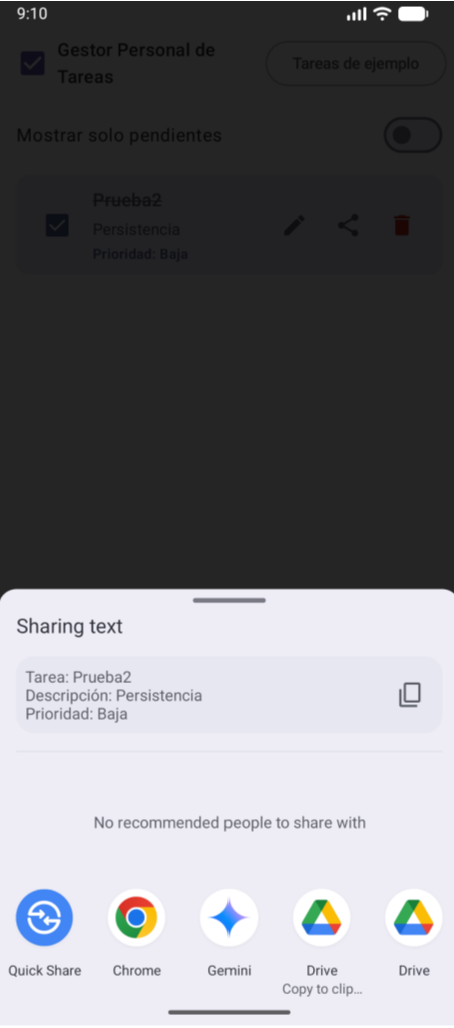 9:10
Gestor Personal de
Tareas
Tareas de ejemplo
Mostrar solo pendientes
Prueba2
Persistencia
Prioridad: Baja
Sharing text
Tarea: Prueba2
Descripción: Persistencia
Prioridad: Baja
No recommended people to share with
Quick Share
Chrome
Gemini
Drive
Drive
Copy to clip...